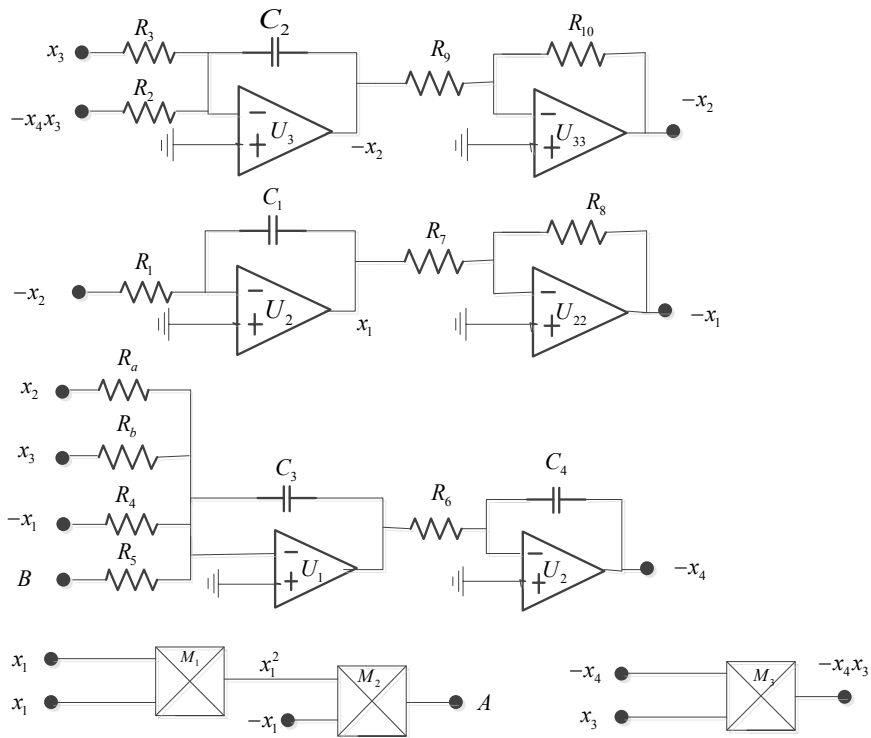 x₃ R₃ C₂ R₉ R₁₀
−x₄x₃ R₂ − + U₃ −x₂ − + U₃₃ −x₂
−x₂ R₁ C₁ − + U₂ x₁ R₇ R₈ − + U₂₂ −x₁
x₂ Rₐ
x₃ R_b
−x₁ R₄ C₃ R₆ C₄
B R₅ − + U₁ − + U₂ −x₄
x₁ M₁ x₁² M₂ A
x₁ −x₁
−x₄ M₃ −x₄x₃
x₃